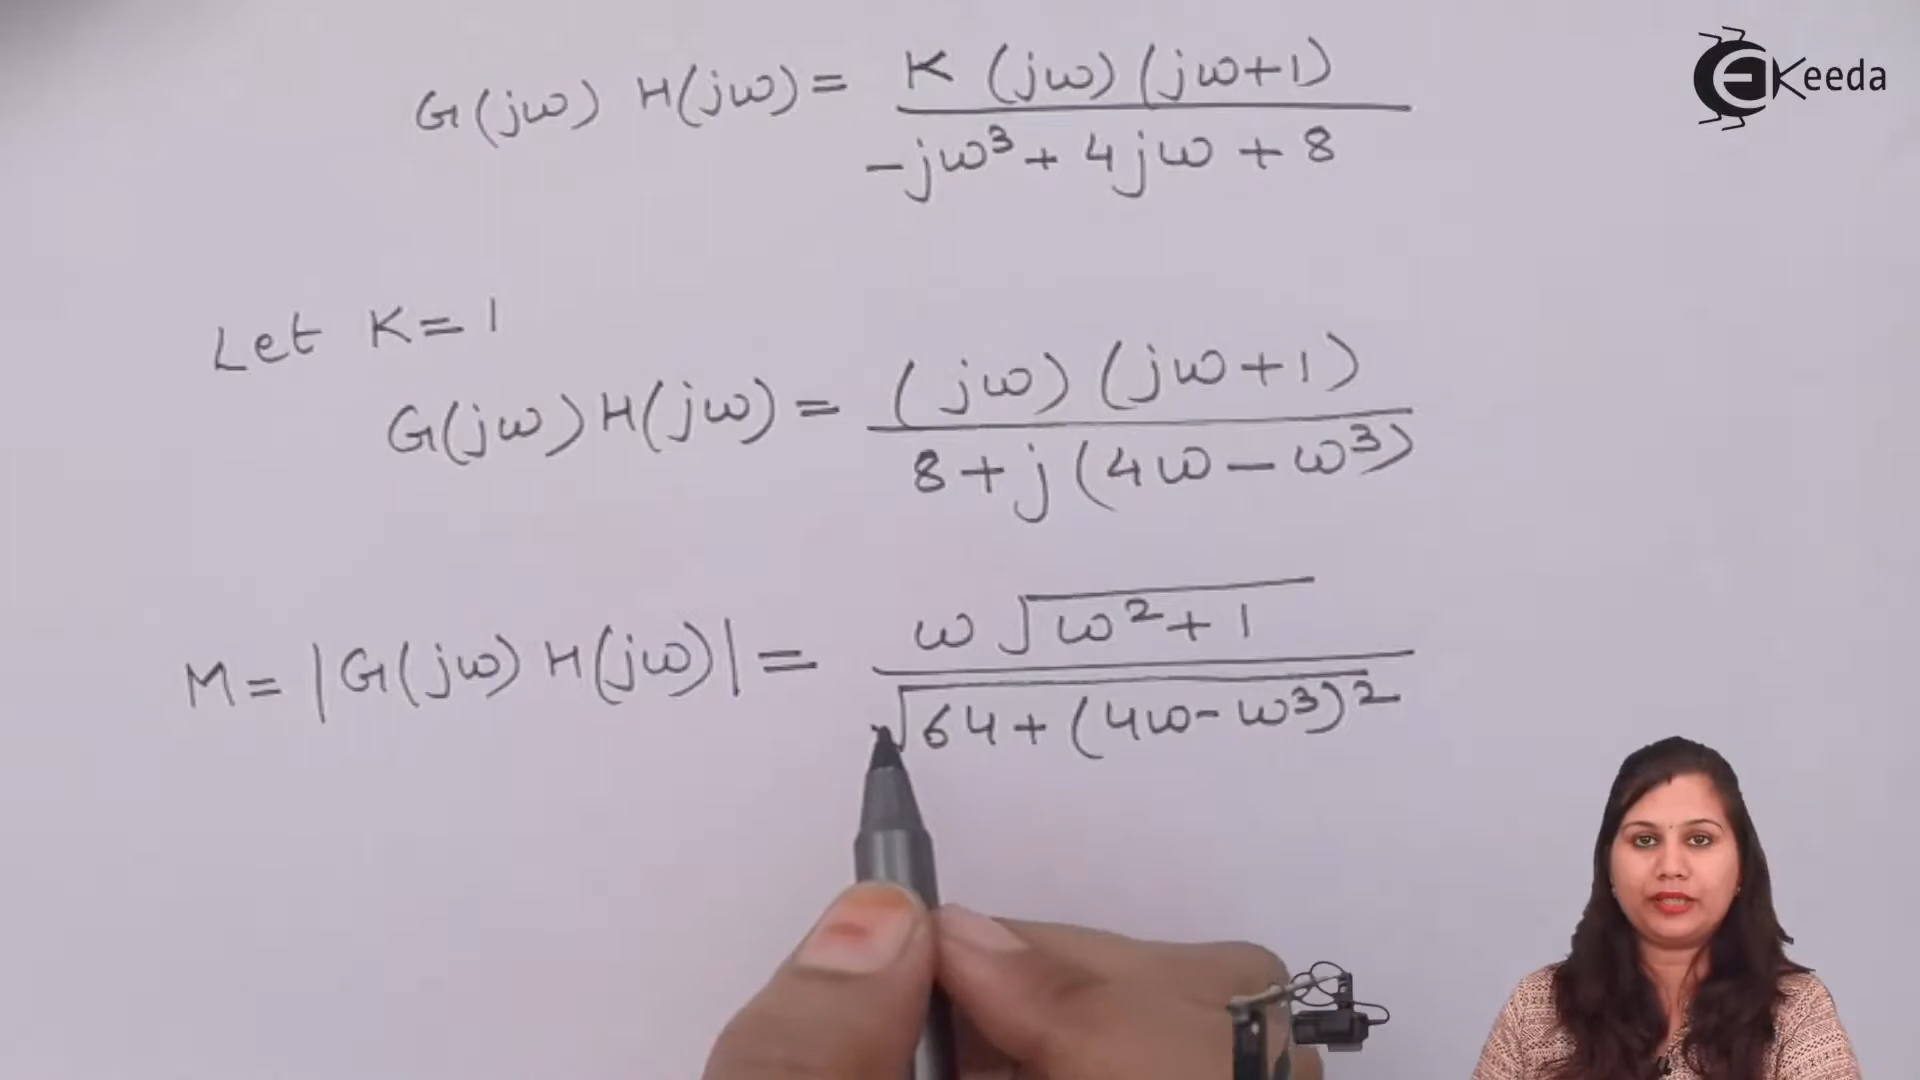 EKeeda
G(jω) H(jω) = K (jω) (jω+1) / -jω³ + 4jω + 8
Let K = 1
G(jω) H(jω) = (jω) (jω+1) / 8 + j (4ω - ω³)
M = |G(jω) H(jω)| = ω √ω² + 1 / √64 + (4ω - ω³)²